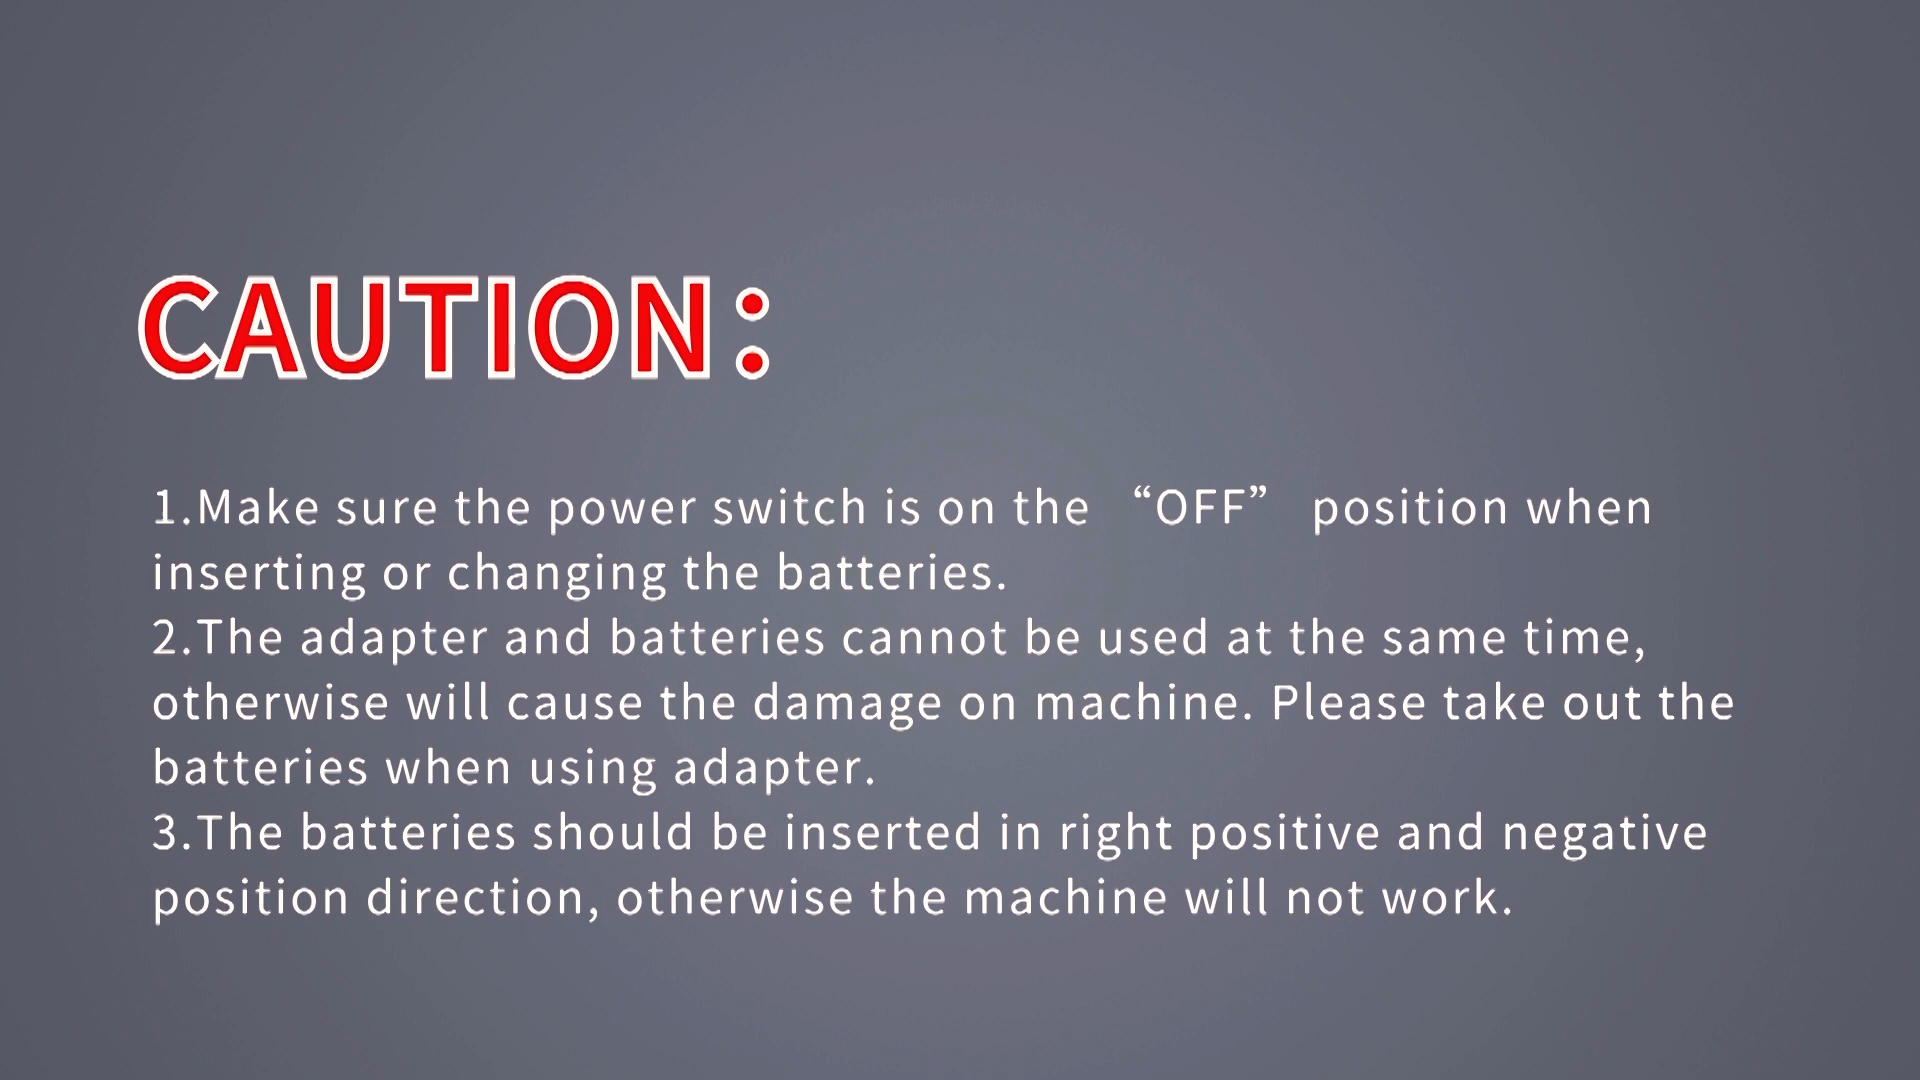 CAUTION：
1.Make sure the power switch is on the “OFF” position when
inserting or changing the batteries.
2.The adapter and batteries cannot be used at the same time,
otherwise will cause the damage on machine. Please take out the
batteries when using adapter.
3.The batteries should be inserted in right positive and negative
position direction, otherwise the machine will not work.